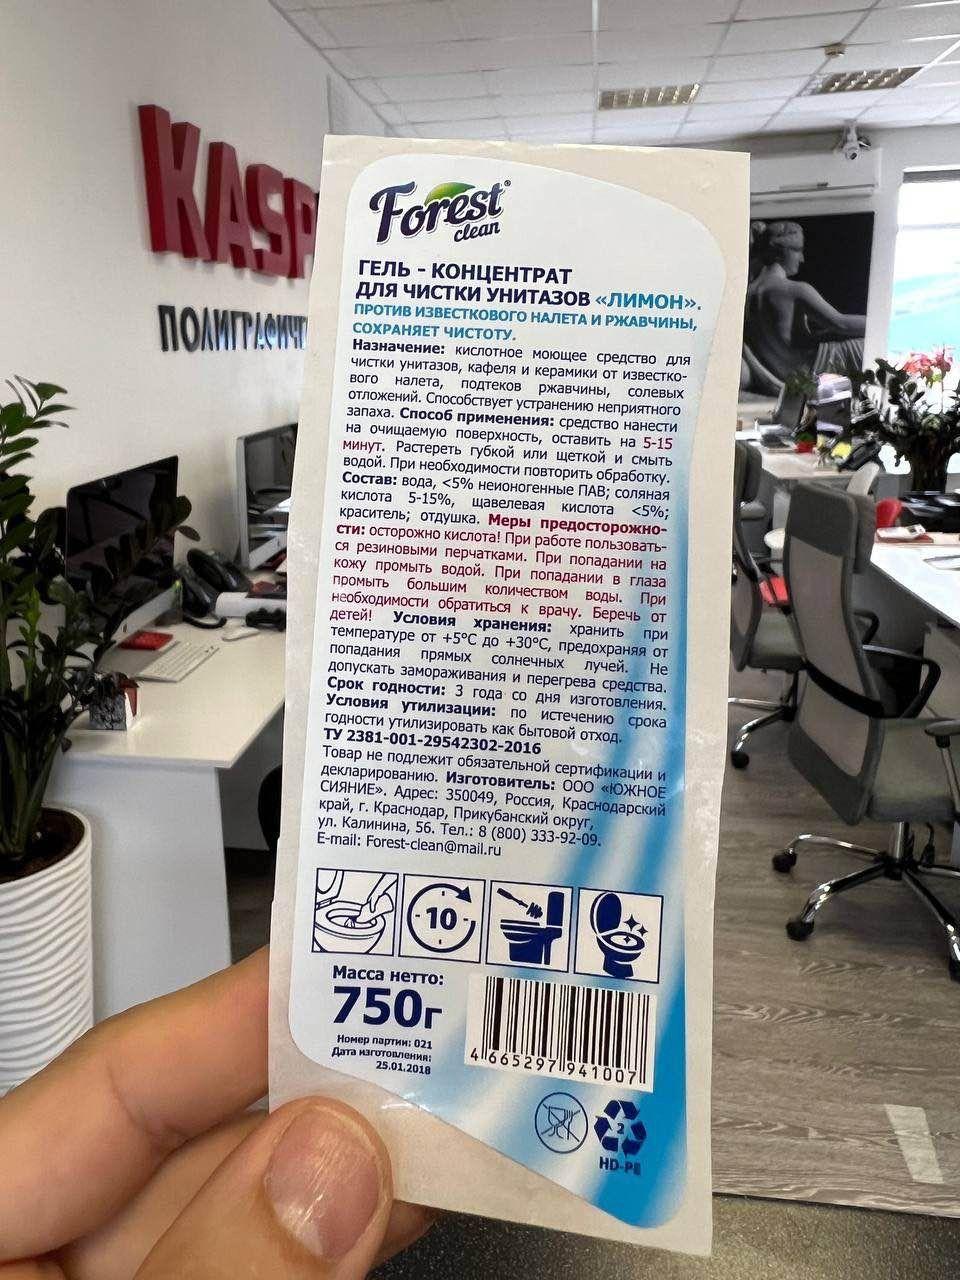 KASP
Forest®
clean
ГЕЛЬ - КОНЦЕНТРАТ
ДЛЯ ЧИСТКИ УНИТАЗОВ «ЛИМОН».
ПРОТИВ ИЗВЕСТКОВОГО НАЛЕТА И РЖАВЧИНЫ,
СОХРАНЯЕТ ЧИСТОТУ.
Назначение: кислотное моющее средство для
чистки унитазов, кафеля и керамики от известко-
вого налета, подтеков ржавчины, солевых
отложений. Способствует устранению неприятного
запаха. Способ применения: средство нанести
на очищаемую поверхность, оставить на 5-15
минут. Растереть губкой или щеткой и смыть
водой. При необходимости повторить обработку.
Состав: вода, <5% неионогенные ПАВ; соляная
кислота 5-15%, щавелевая кислота <5%;
краситель; отдушка. Меры предосторожно-
сти: осторожно кислота! При работе пользовать-
ся резиновыми перчатками. При попадании на
кожу промыть водой. При попадании в глаза
промыть большим количеством воды. При
необходимости обратиться к врачу. Беречь от
детей! Условия хранения: хранить при
температуре от +5°С до +30°С, предохраняя от
попадания прямых солнечных лучей. Не
допускать замораживания и перегрева средства.
Срок годности: 3 года со дня изготовления.
Условия утилизации: по истечению срока
годности утилизировать как бытовой отход.
ТУ 2381-001-29542302-2016
Товар не подлежит обязательной сертификации и
декларированию. Изготовитель: ООО «ЮЖНОЕ
СИЯНИЕ». Адрес: 350049, Россия, Краснодарский
край, г. Краснодар, Прикубанский округ,
ул. Калинина, 56. Тел.: 8 (800) 333-92-09.
E-mail: Forest-clean@mail.ru
10
Масса нетто:
750г
Номер партии: 021
Дата изготовления:
25.01.2018
4 665297 941007
2
HD-PE